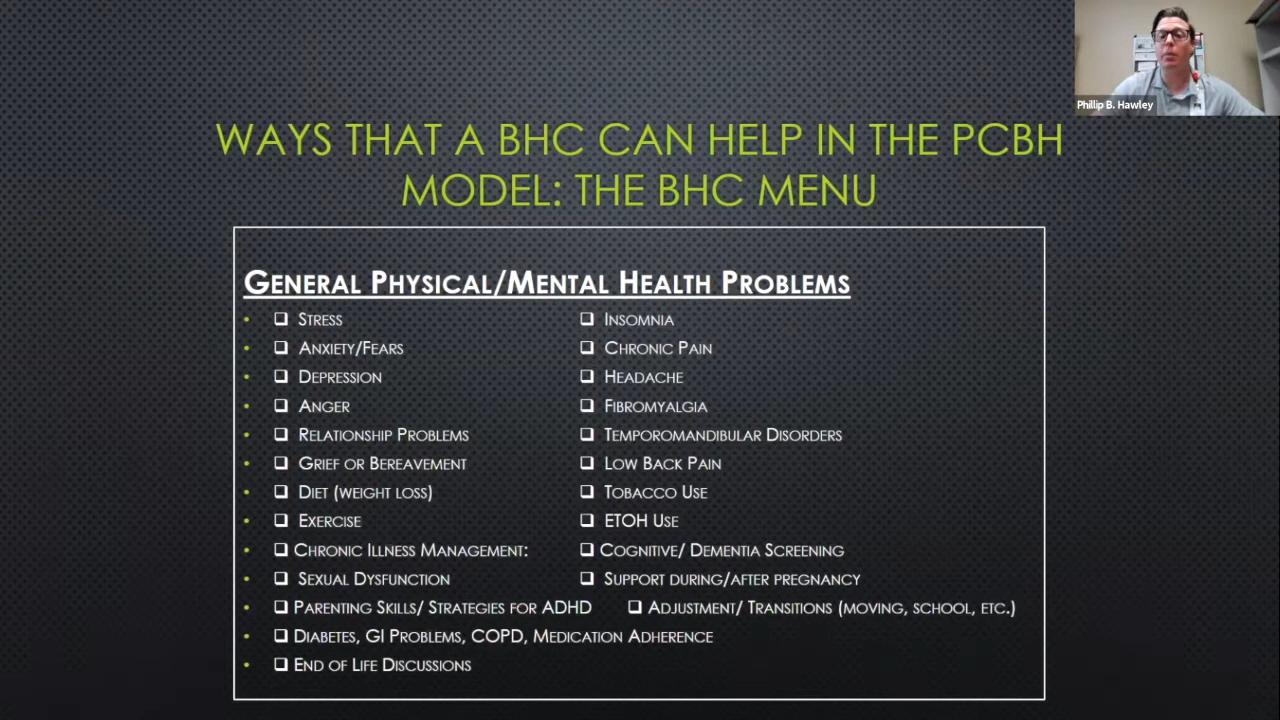 Phillip B. Hawley
WAYS THAT A BHC CAN HELP IN THE PCBH
MODEL: THE BHC MENU
GENERAL PHYSICAL/MENTAL HEALTH PROBLEMS
• ❑ STRESS ❑ INSOMNIA
• ❑ ANXIETY/FEARS ❑ CHRONIC PAIN
• ❑ DEPRESSION ❑ HEADACHE
• ❑ ANGER ❑ FIBROMYALGIA
• ❑ RELATIONSHIP PROBLEMS ❑ TEMPOROMANDIBULAR DISORDERS
• ❑ GRIEF OR BEREAVEMENT ❑ LOW BACK PAIN
• ❑ DIET (WEIGHT LOSS) ❑ TOBACCO USE
• ❑ EXERCISE ❑ ETOH USE
• ❑ CHRONIC ILLNESS MANAGEMENT: ❑ COGNITIVE/ DEMENTIA SCREENING
• ❑ SEXUAL DYSFUNCTION ❑ SUPPORT DURING/AFTER PREGNANCY
• ❑ PARENTING SKILLS/ STRATEGIES FOR ADHD ❑ ADJUSTMENT/ TRANSITIONS (MOVING, SCHOOL, ETC.)
• ❑ DIABETES, GI PROBLEMS, COPD, MEDICATION ADHERENCE
• ❑ END OF LIFE DISCUSSIONS